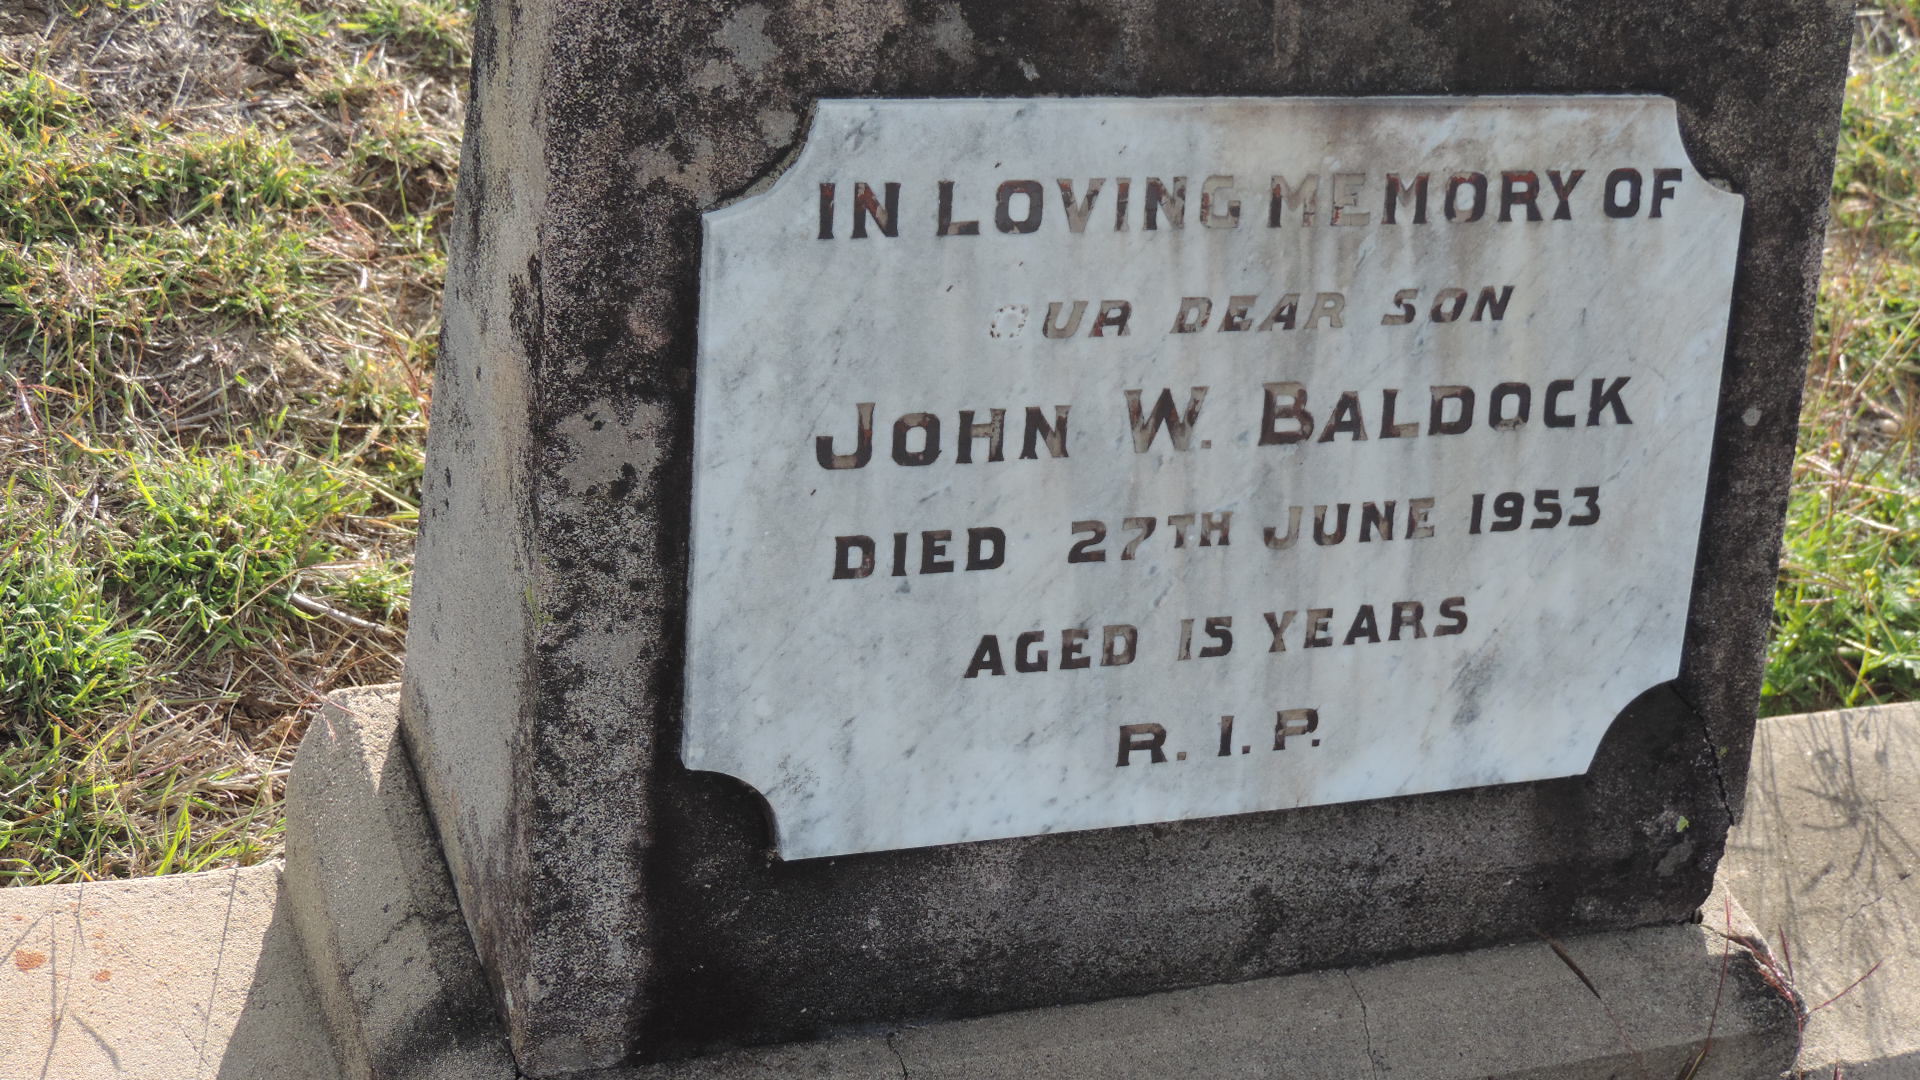 IN LOVING MEMORY OF
OUR DEAR SON
JOHN W. BALDOCK
DIED 27TH JUNE 1953
AGED 15 YEARS
R. I. P.